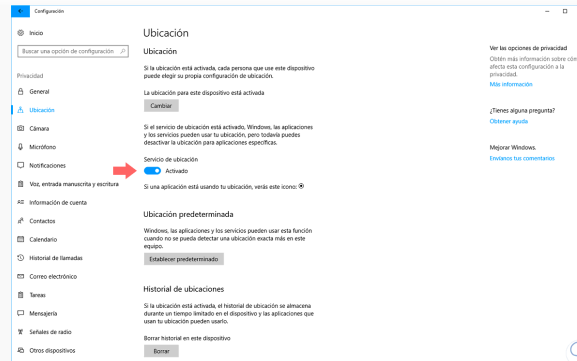 Configuración
Inicio
Buscar una opción de configuración
Privacidad
General
Ubicación
Cámara
Micrófono
Notificaciones
Voz, entrada manuscrita y escritura
Información de cuenta
Contactos
Calendario
Historial de llamadas
Correo electrónico
Tareas
Mensajería
Señales de radio
Otros dispositivos
Ubicación
Ubicación
Si la ubicación está activada, cada persona que use este dispositivo
puede elegir su propia configuración de ubicación.
La ubicación para este dispositivo está activada
Cambiar
Si el servicio de ubicación está activado, Windows, las aplicaciones
y los servicios pueden usar tu ubicación, pero todavía puedes
desactivar la ubicación para aplicaciones específicas.
Servicio de ubicación
Activado
Si una aplicación está usando tu ubicación, verás este icono:
Ubicación predeterminada
Windows, las aplicaciones y los servicios pueden usar esta función
cuando no se pueda detectar una ubicación exacta más en este
equipo.
Establecer predeterminado
Historial de ubicaciones
Si la ubicación está activada, el historial de ubicación se almacena
durante un tiempo limitado en el dispositivo y las aplicaciones que
usan tu ubicación pueden usarlo.
Borrar historial en este dispositivo
Borrar
Ver las opciones de privacidad
Obtén más información sobre cóm
afecta esta configuración a la
privacidad.
Más información
¿Tienes alguna pregunta?
Obtener ayuda
Mejorar Windows.
Envíanos tus comentarios